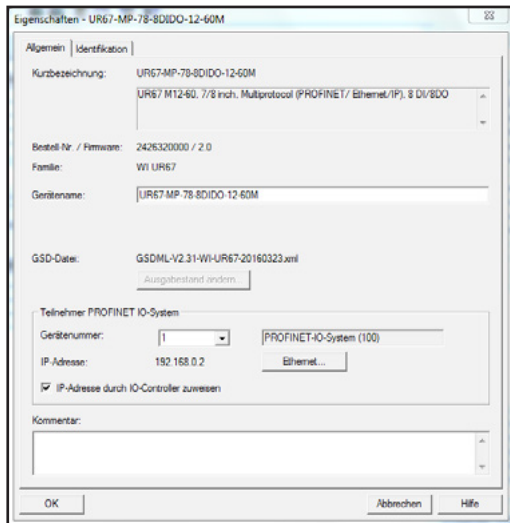 Eigenschaften - UR67-MP-78-8DIDO-12-60M
Allgemein Identifikation
Kurzbezeichnung: UR67-MP-78-8DIDO-12-60M
UR67 M12-60, 7/8 inch, Multiprotocol (PROFINET/ Ethernet/IP), 8 DI/8DO
Bestell-Nr. / Firmware: 2426320000 / 2.0
Familie: WI UR67
Gerätename: UR67-MP-78-8DIDO-12-60M
GSD-Datei: GSDML-V2.31-WI-UR67-20160323.xml
Ausgabestand ändern...
Teilnehmer PROFINET IO-System
Gerätenummer: 1 PROFINET-IO-System (100)
IP-Adresse: 192.168.0.2 Ethernet...
IP-Adresse durch IO-Controller zuweisen
Kommentar:
OK Abbrechen Hilfe